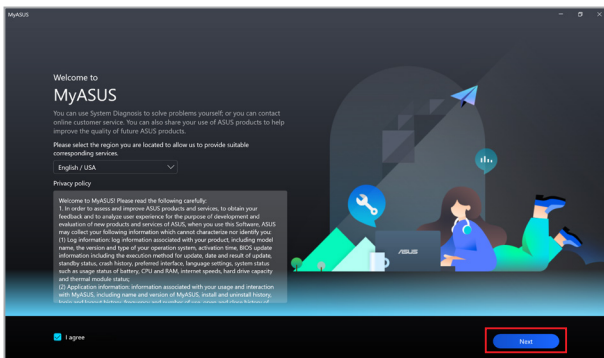 MyASUS
Welcome to
MyASUS
You can use System Diagnosis to solve problems yourself; or you can contact
online customer service. You can also share your use of ASUS products to help
improve the quality of future ASUS products.
Please select the region you are located to allow us to provide suitable
corresponding services.
English / USA
Privacy policy
Welcome to MyASUS! Please read the following carefully:
1. In order to assess and improve ASUS products and services, to obtain your
feedback and to analyze user experience for the purpose of development and
evaluation of new products and services of ASUS, when you use this Software, ASUS
may collect your following information which cannot characterize nor identify you:
(1) Log information: log information associated with your product, including model
name, the version and type of your operation system, activation time, BIOS update
information including the execution method for update, date and result of update,
standby status, crash history, preferred interface, language settings, system status
such as usage status of battery, CPU and RAM, internet speeds, hard drive capacity
and thermal module status;
(2) Application information: information associated with your usage and interaction
with MyASUS, including name and version of MyASUS, install and uninstall history,
/SUS
I agree
Next